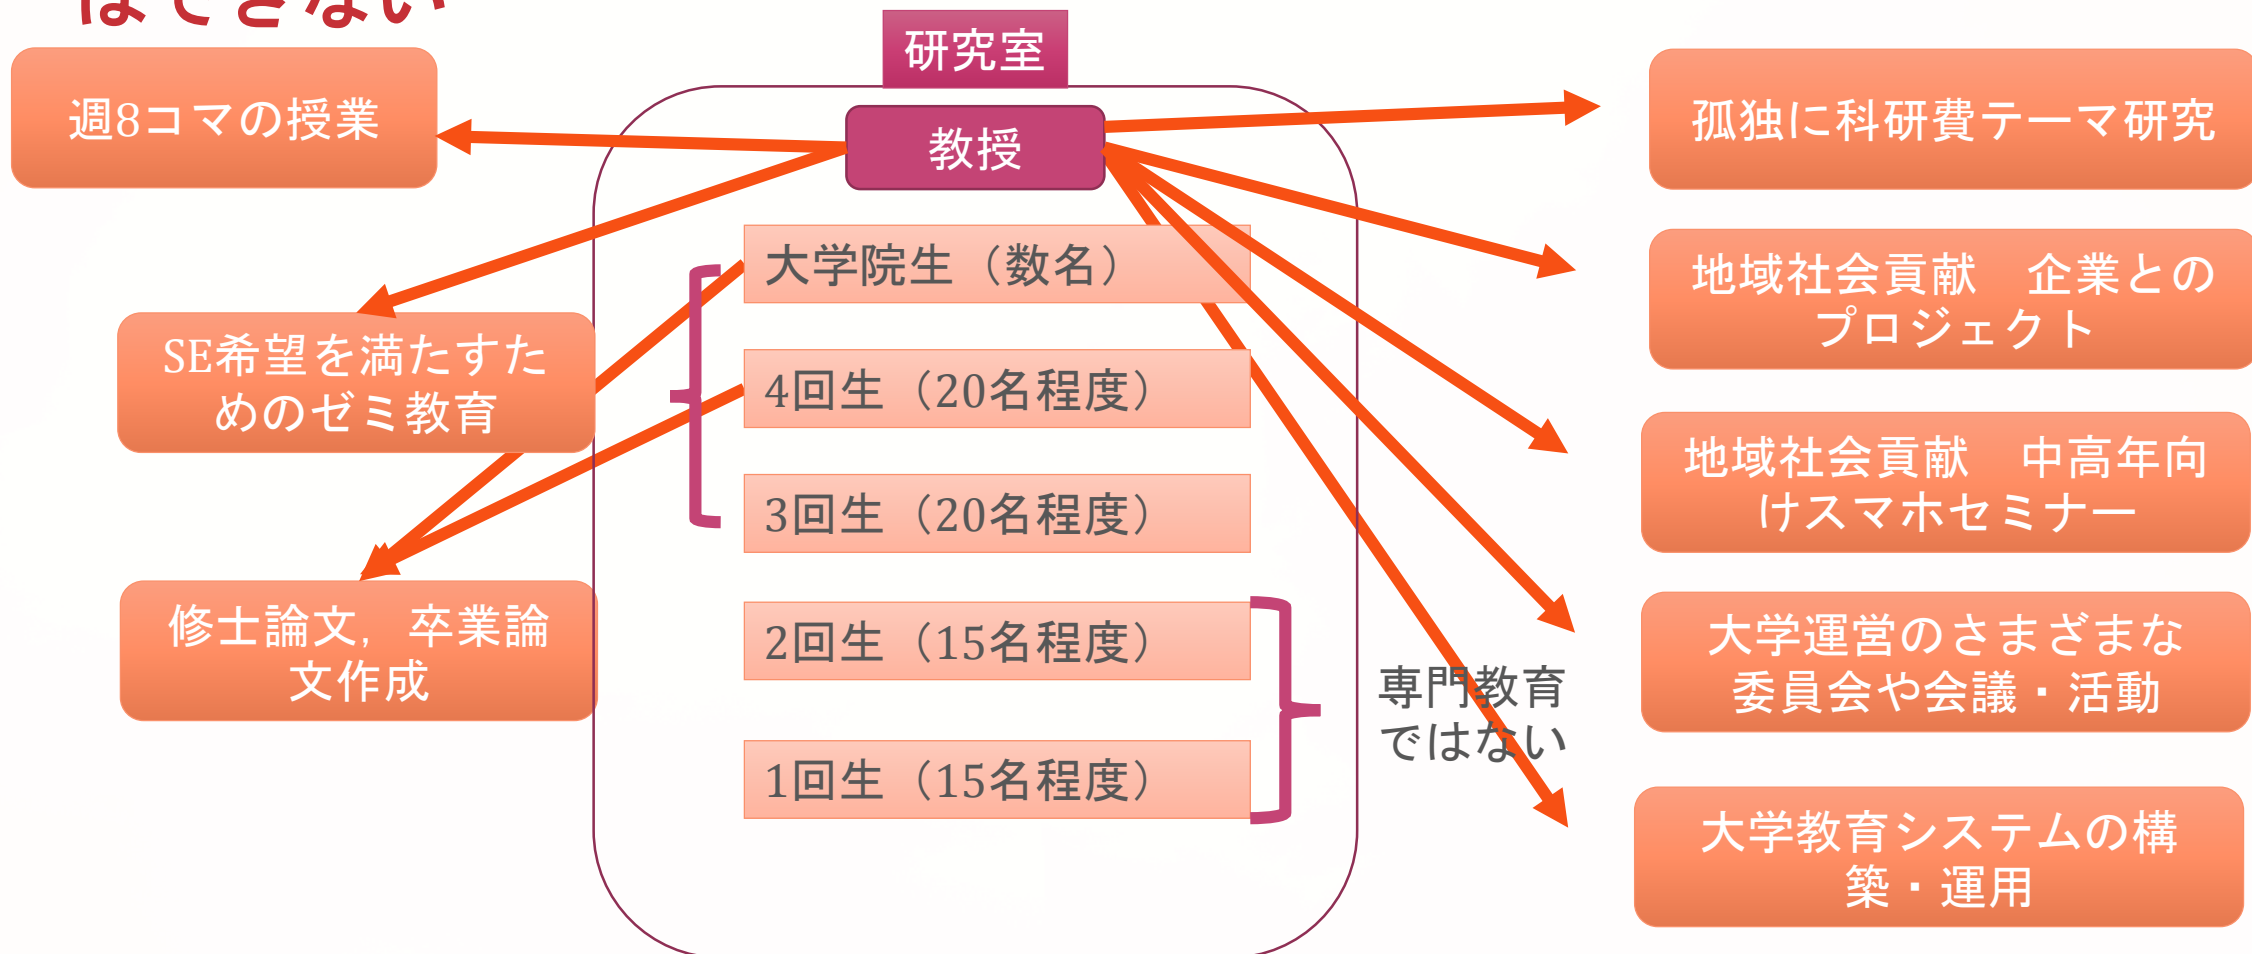 はできない
研究室
週8コマの授業
教授
孤独に科研費テーマ研究
大学院生（数名）
地域社会貢献　企業との
プロジェクト
SE希望を満たすた
めのゼミ教育
4回生（20名程度）
地域社会貢献　中高年向
けスマホセミナー
3回生（20名程度）
修士論文，卒業論
文作成
2回生（15名程度）
大学運営のさまざまな
委員会や会議・活動
専門教育
ではない
1回生（15名程度）
大学教育システムの構
築・運用